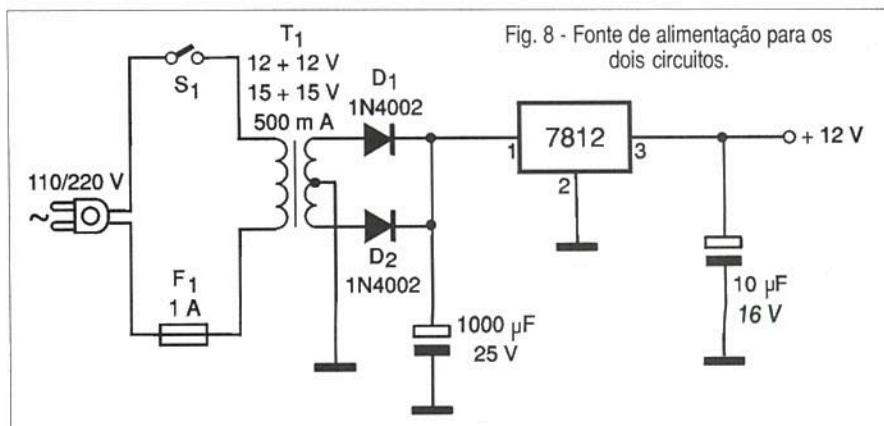 Fig. 8 - Fonte de alimentação para os
dois circuitos.
T1
12 + 12 V
15 + 15 V
500 m A
S1
D1
1N4002
110/220 V
~
F1
1 A
D2
1N4002
1000 µF
25 V
1
7812
3
2
+ 12 V
10 µF
16 V